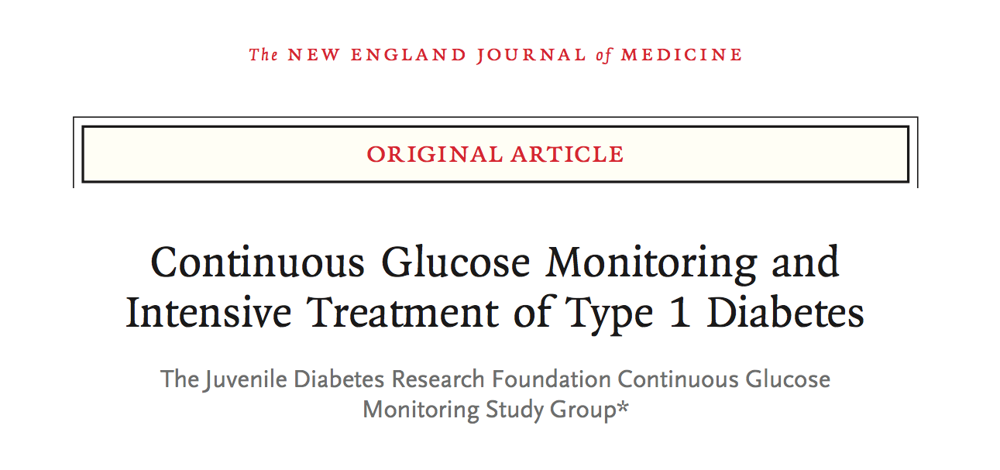 The NEW ENGLAND JOURNAL of MEDICINE
ORIGINAL ARTICLE
Continuous Glucose Monitoring and
Intensive Treatment of Type 1 Diabetes
The Juvenile Diabetes Research Foundation Continuous Glucose
Monitoring Study Group*